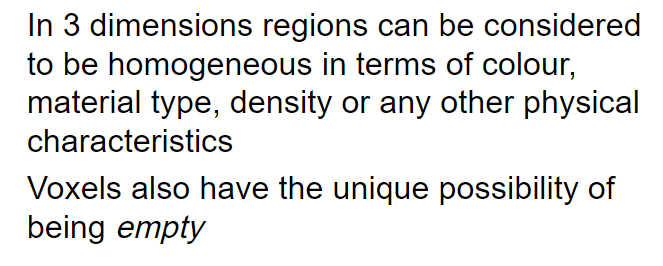 In 3 dimensions regions can be considered
to be homogeneous in terms of colour,
material type, density or any other physical
characteristics
Voxels also have the unique possibility of
being empty